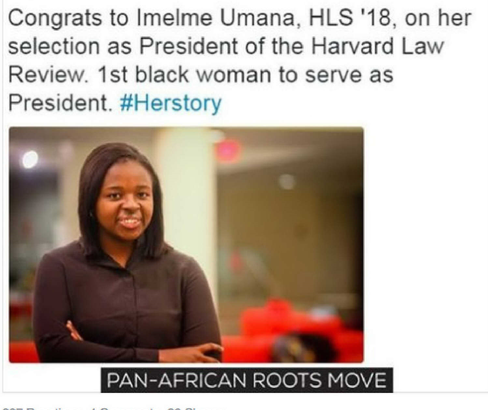 Congrats to Imelme Umana, HLS '18, on her
selection as President of the Harvard Law
Review. 1st black woman to serve as
President. #Herstory
PAN-AFRICAN ROOTS MOVE